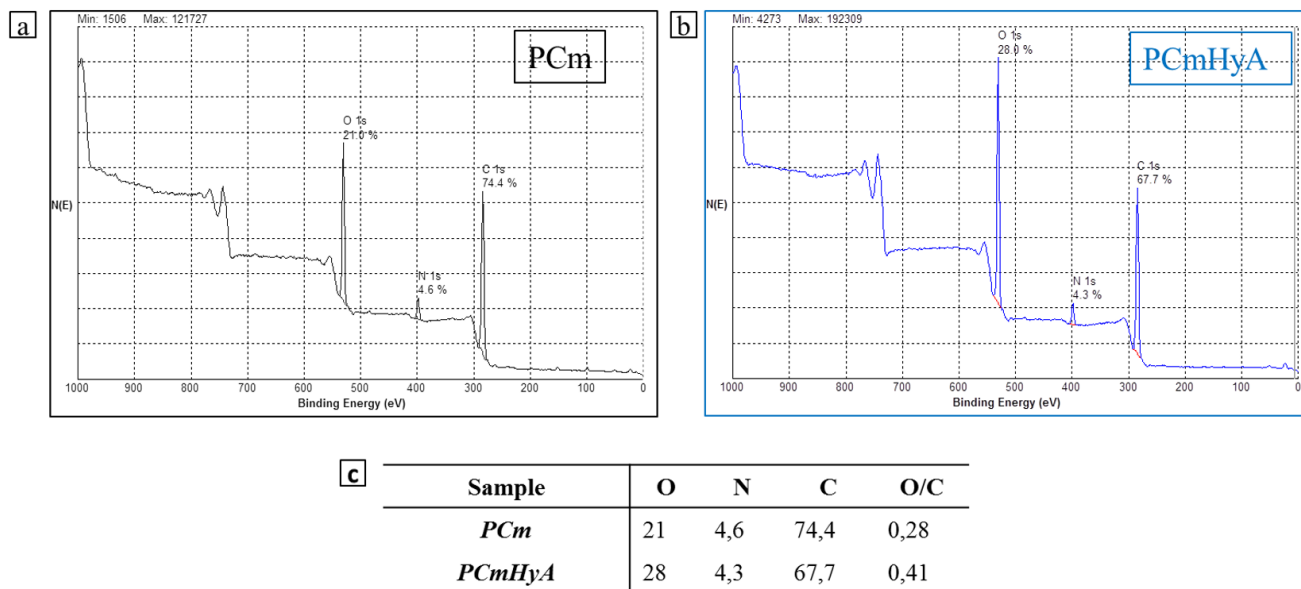 a
Min: 1506 Max: 121727
PCm
O 1s
21.0 %
C 1s
74.4 %
N(E)
N 1s
4.6 %
1000 900 800 700 600 500 400 300 200 100 0
Binding Energy (eV)
b
Min: 4273 Max: 192309
PCmHyA
O 1s
28.0 %
C 1s
67.7 %
N(E)
N 1s
4.3 %
1000 900 800 700 600 500 400 300 200 100 0
Binding Energy (eV)
c
Sample O N C O/C
PCm 21 4,6 74,4 0,28
PCmHyA 28 4,3 67,7 0,41